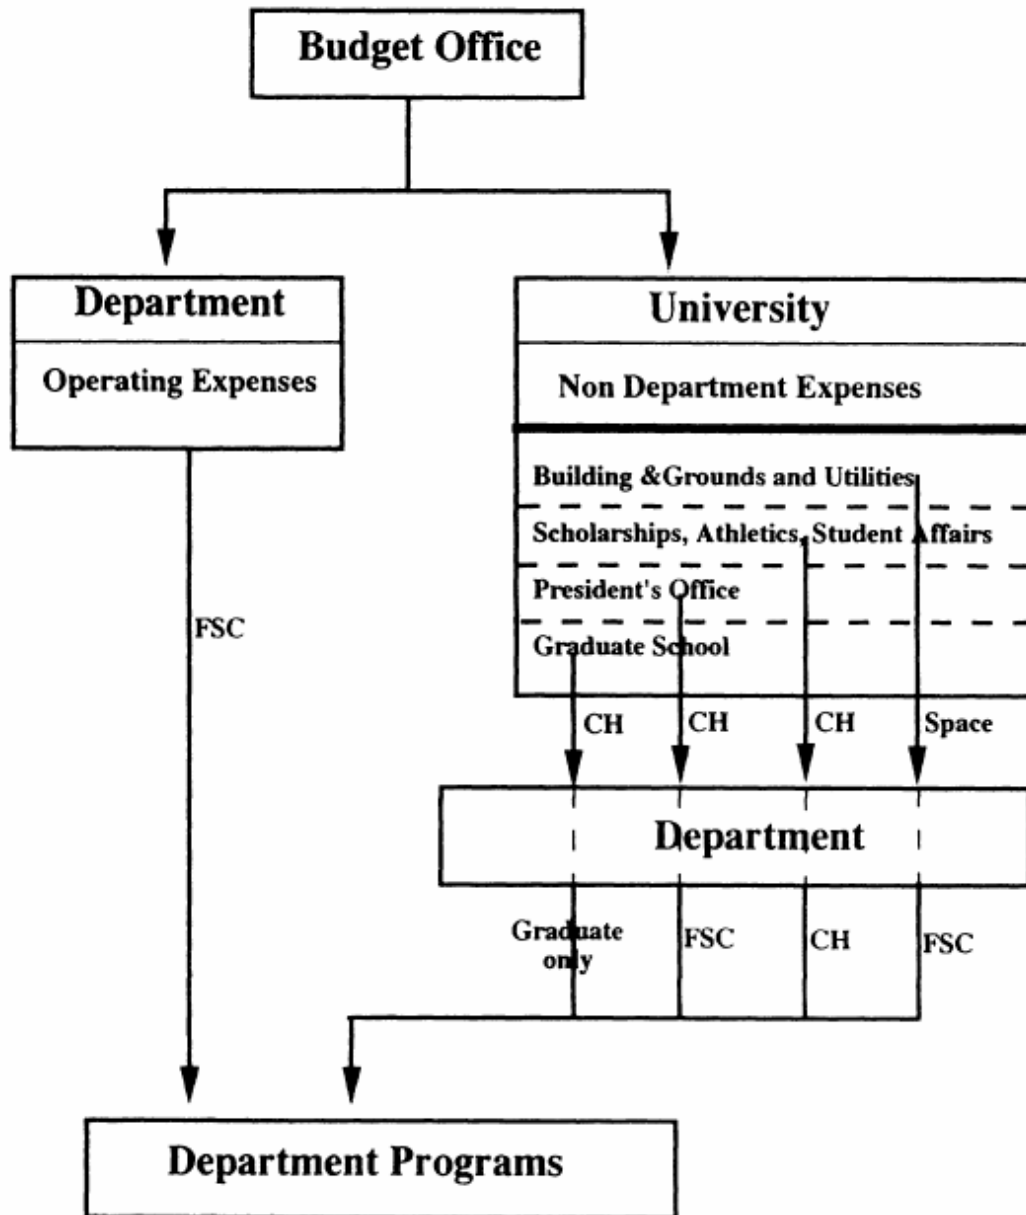 Budget Office
Department
Operating Expenses
University
Non Department Expenses
Building &Grounds and Utilities
Scholarships, Athletics, Student Affairs
President's Office
Graduate School
FSC
CH
CH
CH
Space
Department
Graduate
only
FSC
CH
FSC
Department Programs